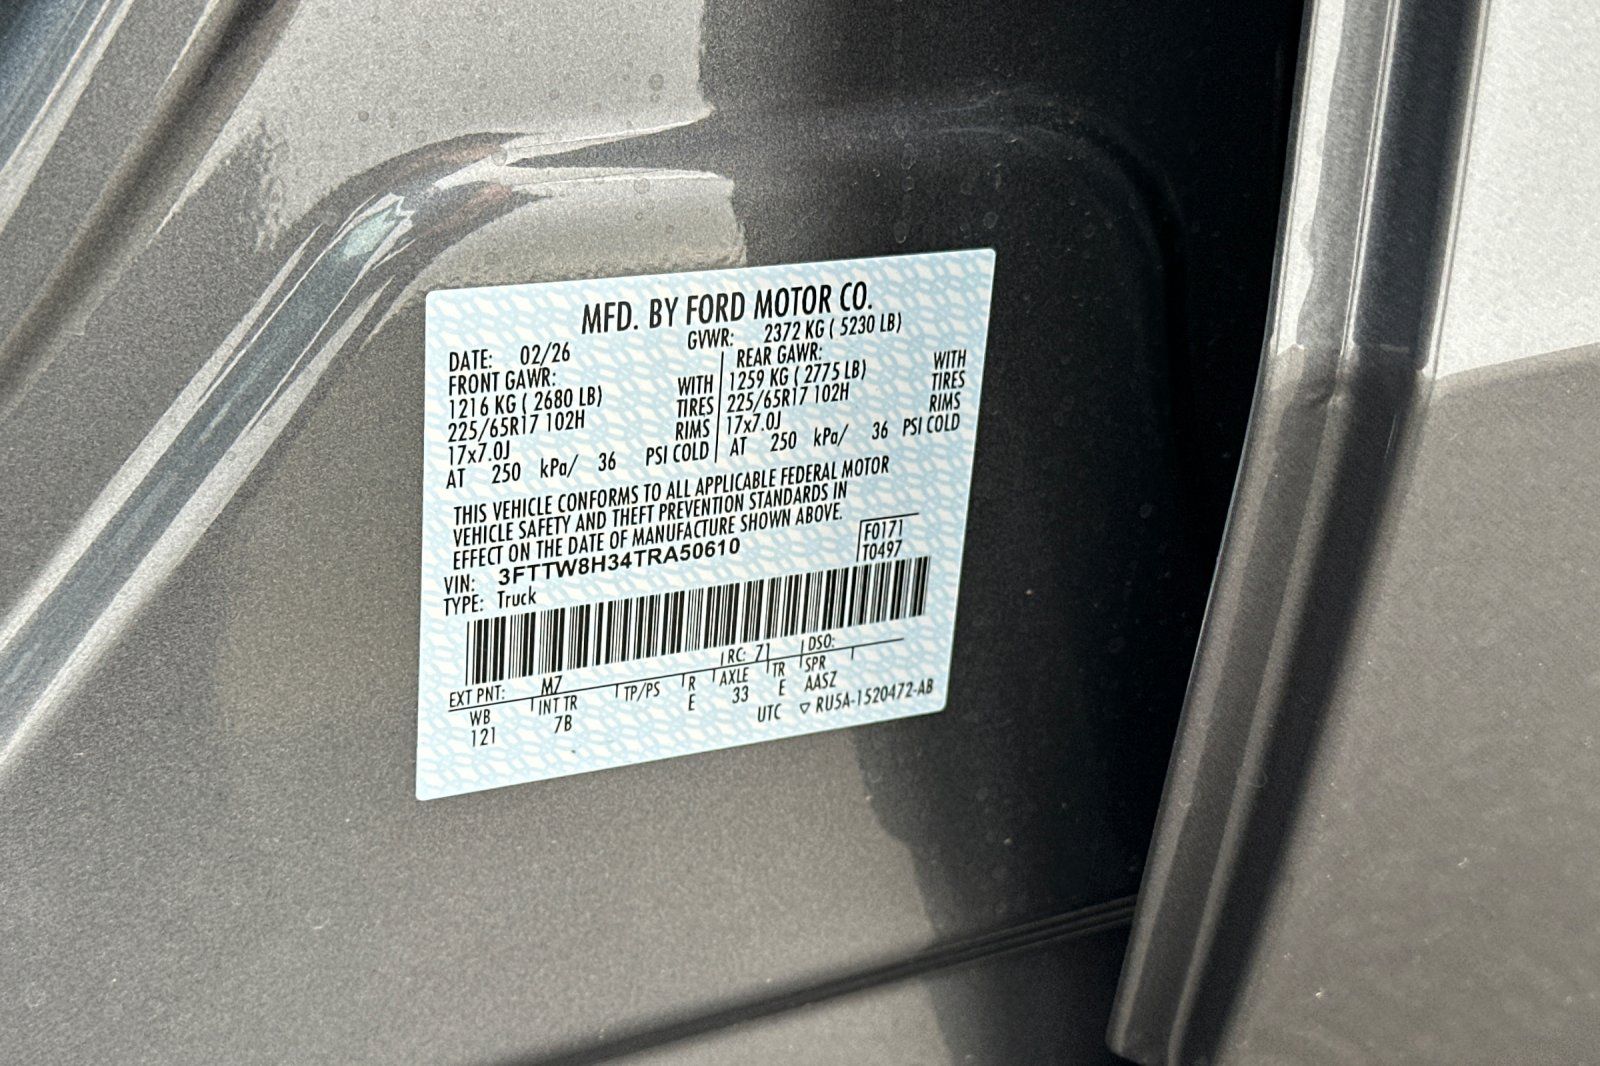 MFD. BY FORD MOTOR CO.
DATE: 02/26 GVWR: 2372 KG ( 5230 LB)
FRONT GAWR: REAR GAWR:
1216 KG ( 2680 LB) WITH 1259 KG ( 2775 LB) WITH
225/65R17 102H TIRES 225/65R17 102H TIRES
17x7.0J RIMS 17x7.0J RIMS
AT 250 kPa/ 36 PSI COLD AT 250 kPa/ 36 PSI COLD
THIS VEHICLE CONFORMS TO ALL APPLICABLE FEDERAL MOTOR
VEHICLE SAFETY AND THEFT PREVENTION STANDARDS IN
EFFECT ON THE DATE OF MANUFACTURE SHOWN ABOVE.
F0171
VIN: 3FTTW8H34TRA50610 T0497
TYPE: Truck
EXT PNT: M7 RC: 71 DSO:
WB INT TR TP/PS R AXLE TR SPR
121 7B E 33 E AASZ
UTC ▽ RU5A-1520472-AB